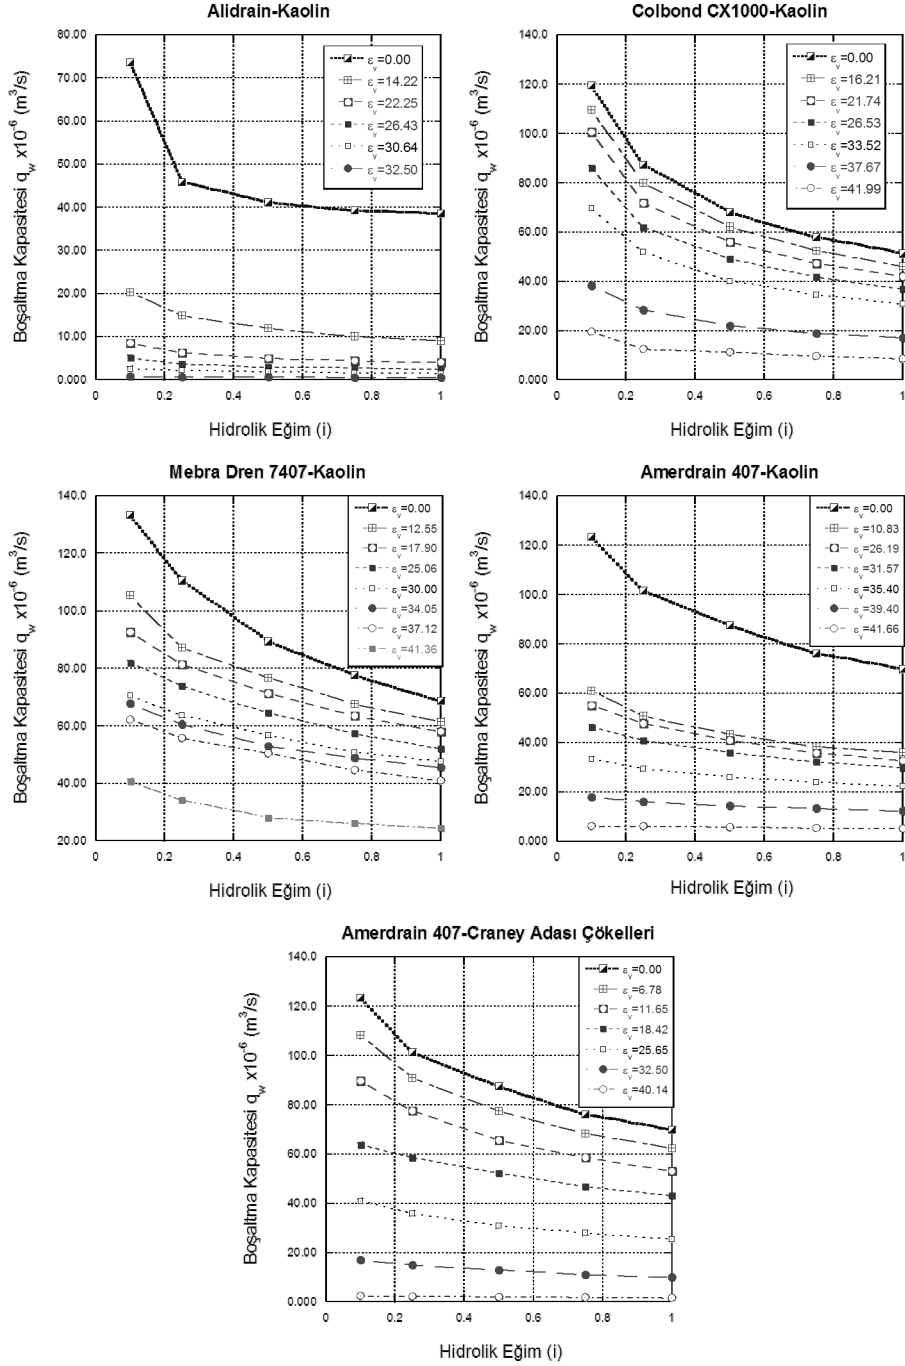 Alidrain-Kaolin
Boşaltma Kapasitesi q_w x10^-6 (m^3/s)
80.00
70.00
60.00
50.00
40.00
30.00
20.00
10.00
0.000
ε_v=0.00
ε_v=14.22
ε_v=22.25
ε_v=26.43
ε_v=30.64
ε_v=32.50
0 0.2 0.4 0.6 0.8 1
Hidrolik Eğim (i)
Colbond CX1000-Kaolin
Boşaltma Kapasitesi q_w x10^-6 (m^3/s)
140.0
120.0
100.0
80.00
60.00
40.00
20.00
0.000
ε_v=0.00
ε_v=16.21
ε_v=21.74
ε_v=26.53
ε_v=33.52
ε_v=37.67
ε_v=41.99
0 0.2 0.4 0.6 0.8 1
Hidrolik Eğim (i)
Mebra Dren 7407-Kaolin
Boşaltma Kapasitesi q_w x10^-6 (m^3/s)
140.0
120.0
100.0
80.00
60.00
40.00
20.00
ε_v=0.00
ε_v=12.55
ε_v=17.90
ε_v=25.06
ε_v=30.00
ε_v=34.05
ε_v=37.12
ε_v=41.36
0 0.2 0.4 0.6 0.8 1
Hidrolik Eğim (i)
Amerdrain 407-Kaolin
Boşaltma Kapasitesi q_w x10^-6 (m^3/s)
140.0
120.0
100.0
80.00
60.00
40.00
20.00
0.000
ε_v=0.00
ε_v=10.83
ε_v=26.19
ε_v=31.57
ε_v=35.40
ε_v=39.40
ε_v=41.66
0 0.2 0.4 0.6 0.8 1
Hidrolik Eğim (i)
Amerdrain 407-Craney Adası Çökelleri
Boşaltma Kapasitesi q_w x10^-6 (m^3/s)
140.0
120.0
100.0
80.00
60.00
40.00
20.00
0.000
ε_v=0.00
ε_v=6.78
ε_v=11.65
ε_v=18.42
ε_v=25.65
ε_v=32.50
ε_v=40.14
0 0.2 0.4 0.6 0.8 1
Hidrolik Eğim (i)